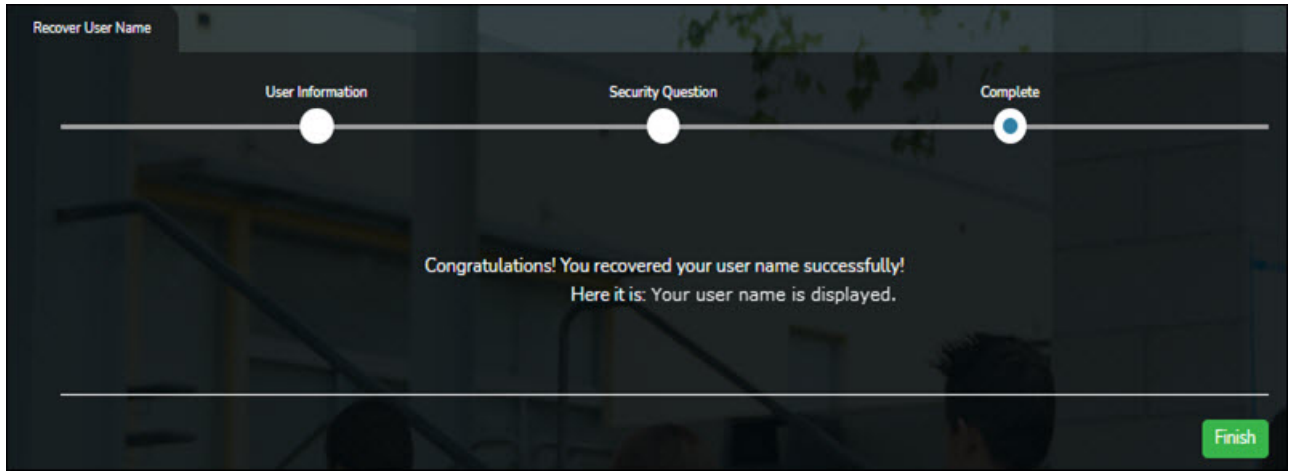 Recover User Name
User Information
Security Question
Complete
Congratulations! You recovered your user name successfully!
Here it is: Your user name is displayed.
Finish